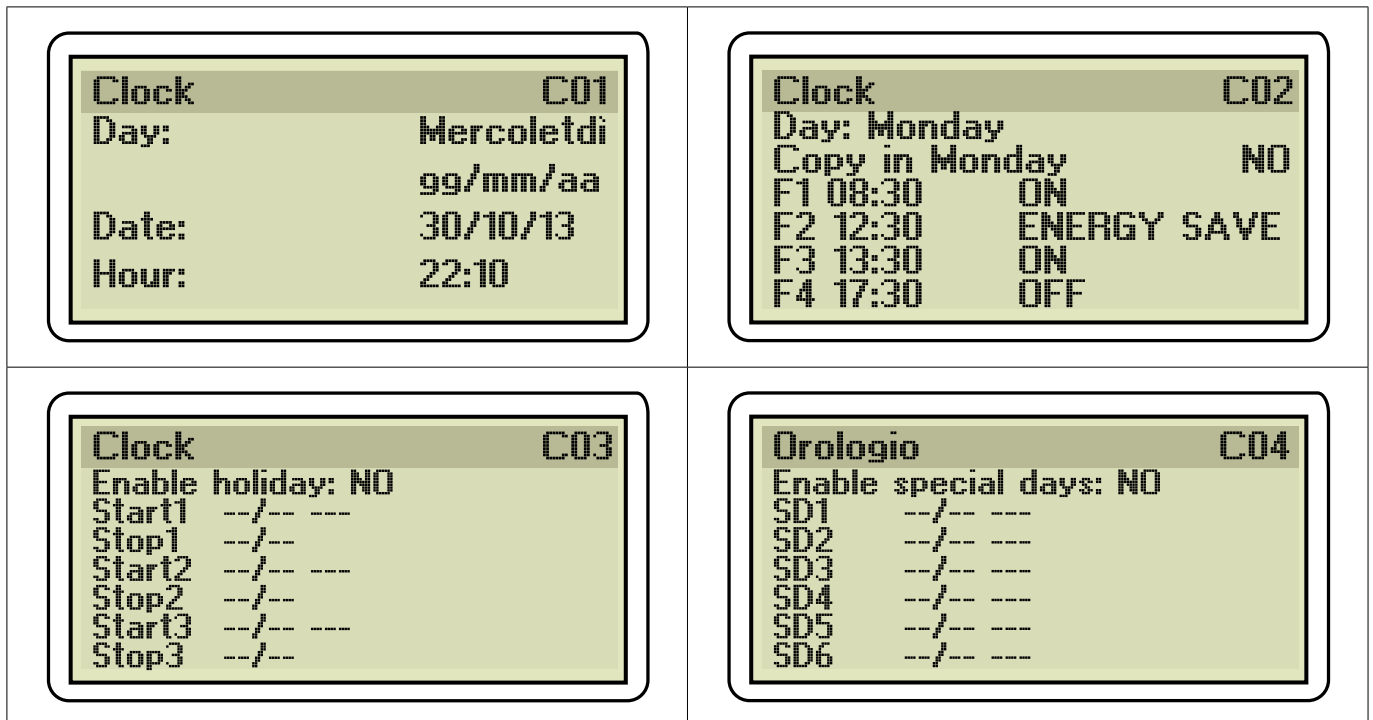 Clock C01
Day: Mercoletdì
gg/mm/aa
Date: 30/10/13
Hour: 22:10
Clock C02
Day: Monday
Copy in Monday NO
F1 08:30 ON
F2 12:30 ENERGY SAVE
F3 13:30 ON
F4 17:30 OFF
Clock C03
Enable holiday: NO
Start1 --/-- ---
Stop1 --/--
Start2 --/-- ---
Stop2 --/--
Start3 --/-- ---
Stop3 --/--
Orologio C04
Enable special days: NO
SD1 --/-- ---
SD2 --/-- ---
SD3 --/-- ---
SD4 --/-- ---
SD5 --/-- ---
SD6 --/-- ---